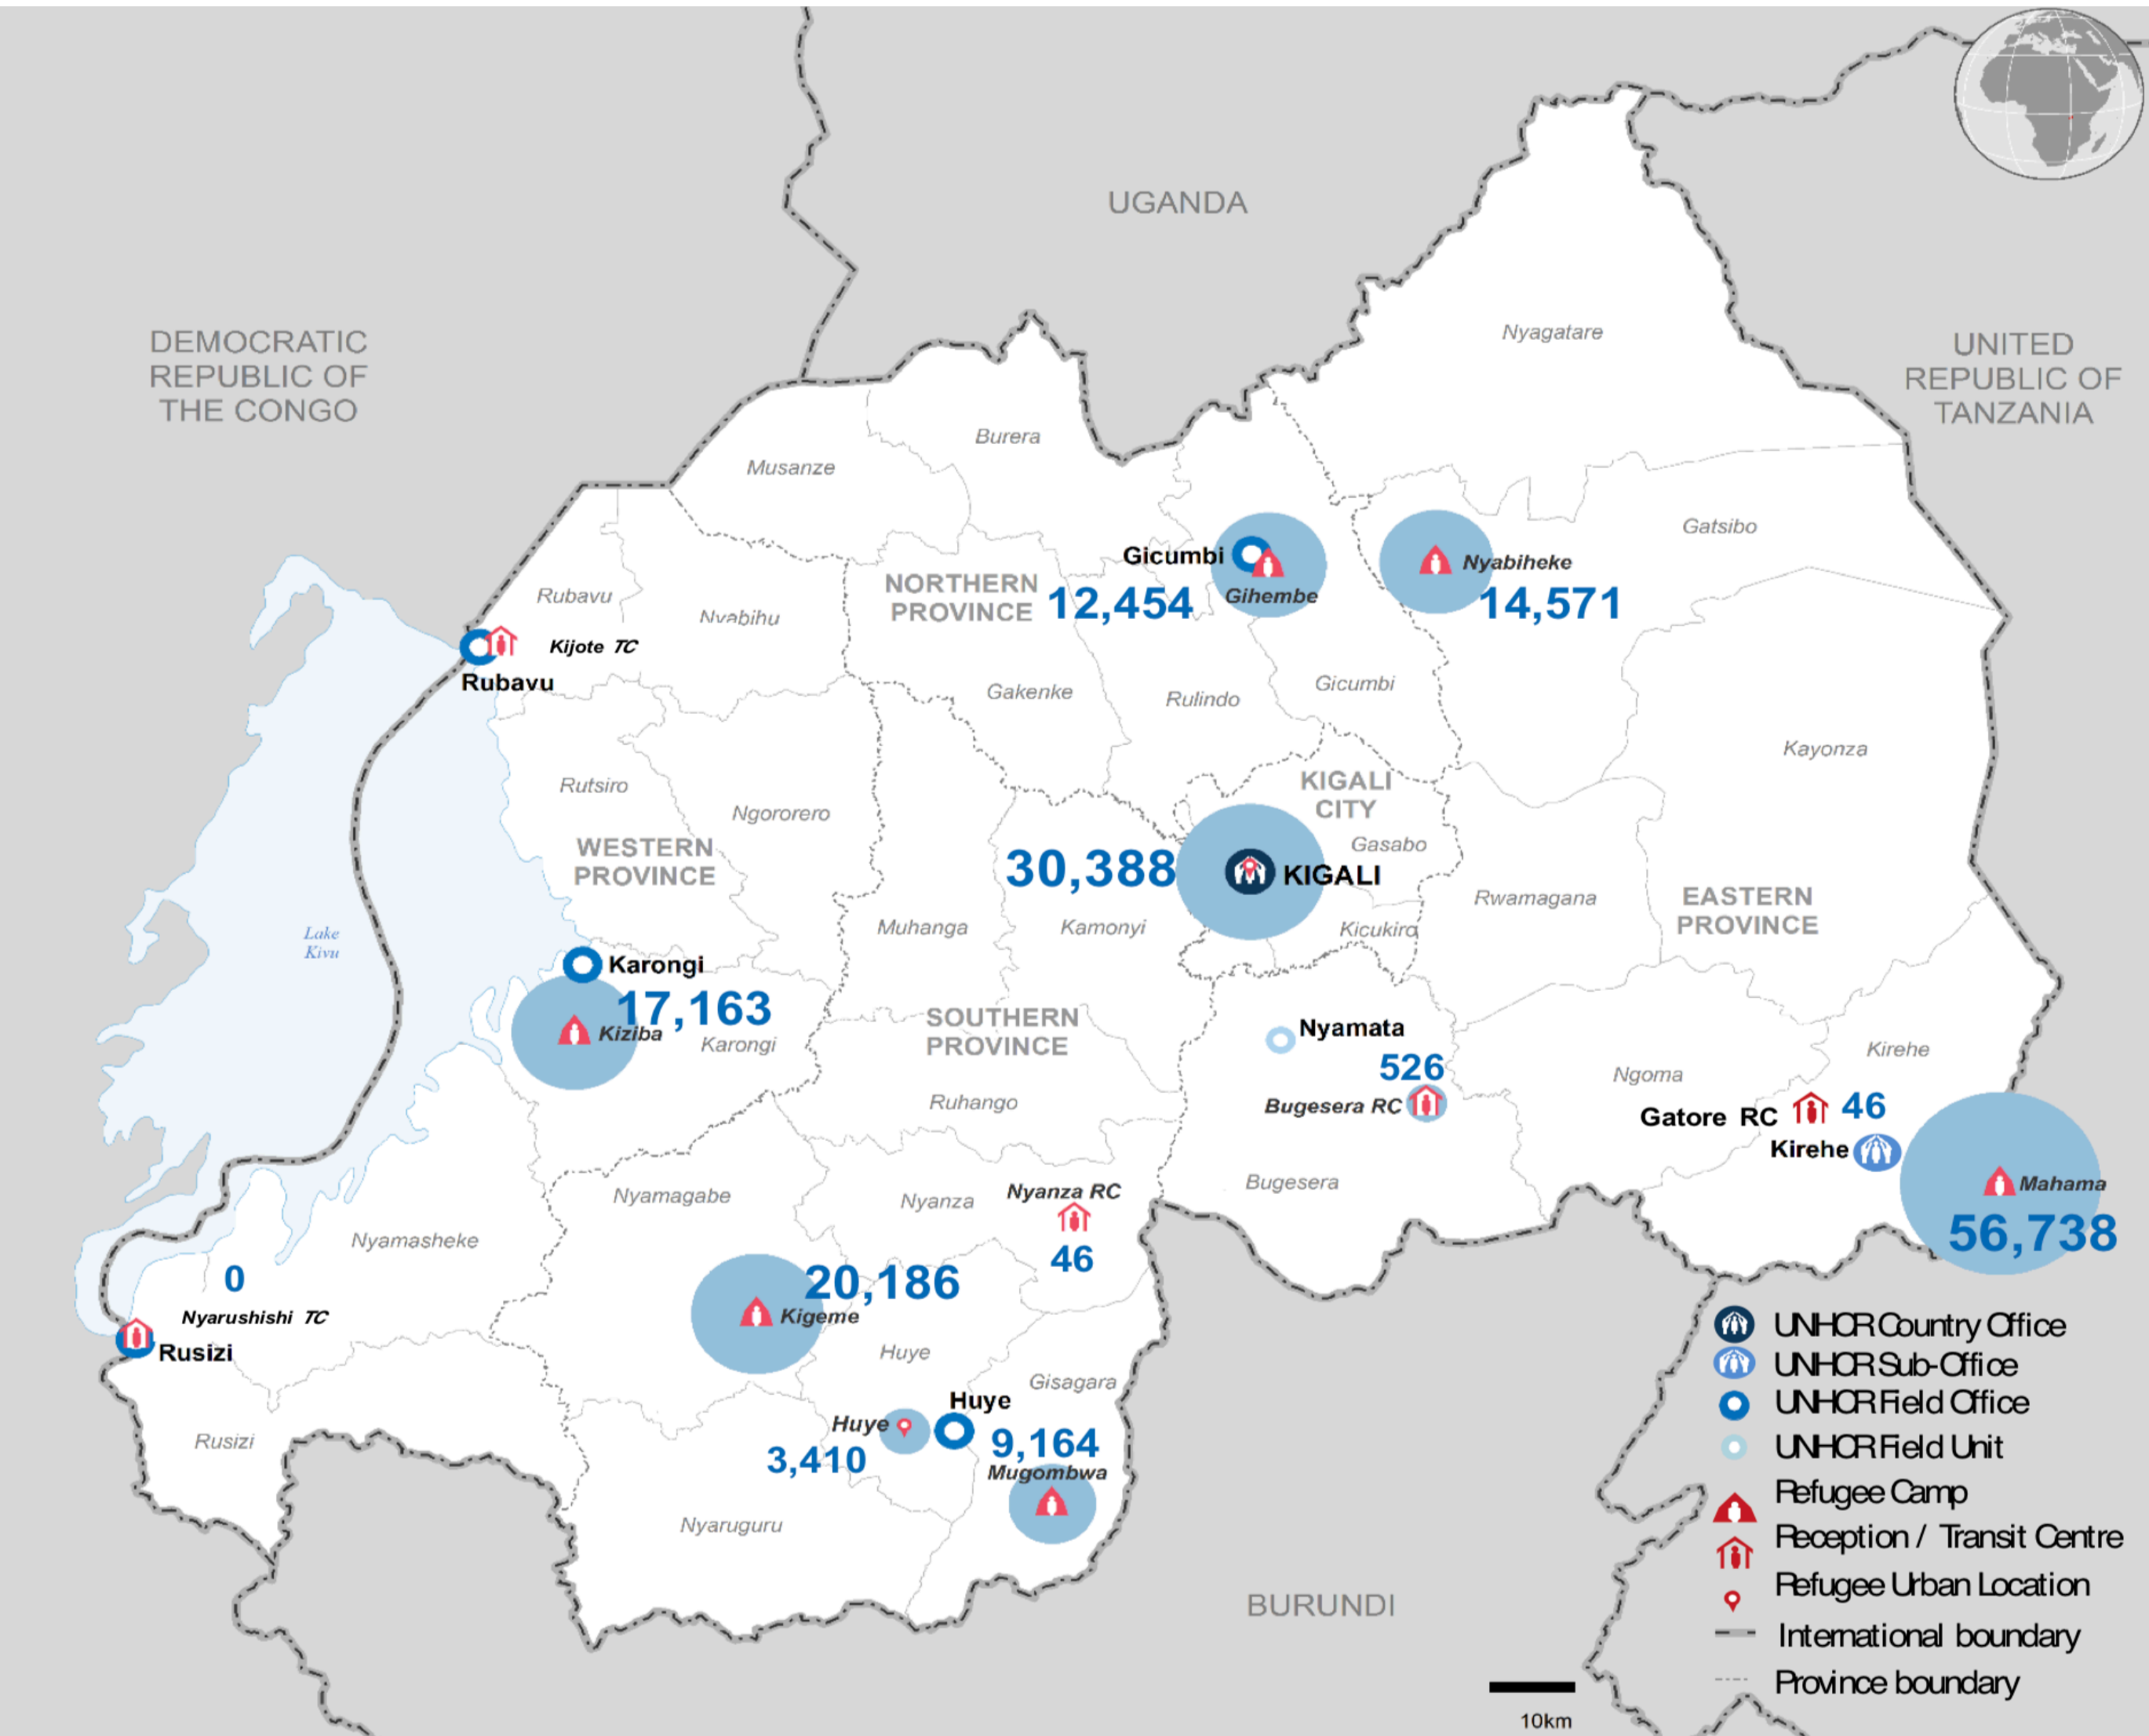 UGANDA
DEMOCRATIC
REPUBLIC OF
THE CONGO
UNITED
REPUBLIC OF
TANZANIA
Nyagatare
Burera
Musanze
Gatsibo
Gicumbi
Gihembe
12,454
Nyabiheke
14,571
NORTHERN
PROVINCE
Rubavu
Nyabihu
Kijote TC
Rubavu
Gakenke
Rulindo
Gicumbi
Kayonza
Rutsiro
Ngororero
KIGALI
CITY
Gasabo
WESTERN
PROVINCE
30,388
KIGALI
Kicukiro
Rwamagana
EASTERN
PROVINCE
Muhanga
Kamonyi
Lake
Kivu
Karongi
17,163
Kiziba
Karongi
SOUTHERN
PROVINCE
Nyamata
526
Bugesera RC
Ngoma
Kirehe
Ruhango
Gatore RC
46
Kirehe
Mahama
56,738
Nyamagabe
Nyanza
Nyanza RC
46
Bugesera
Nyamasheke
0
Nyarushishi TC
Rusizi
20,186
Kigeme
Huye
Gisagara
Huye
Huye
3,410
9,164
Mugombwa
Rusizi
Nyaruguru
BURUNDI
UNHCR Country Office
UNHCR Sub-Office
UNHCR Field Office
UNHCR Field Unit
Refugee Camp
Reception / Transit Centre
Refugee Urban Location
International boundary
Province boundary
10km